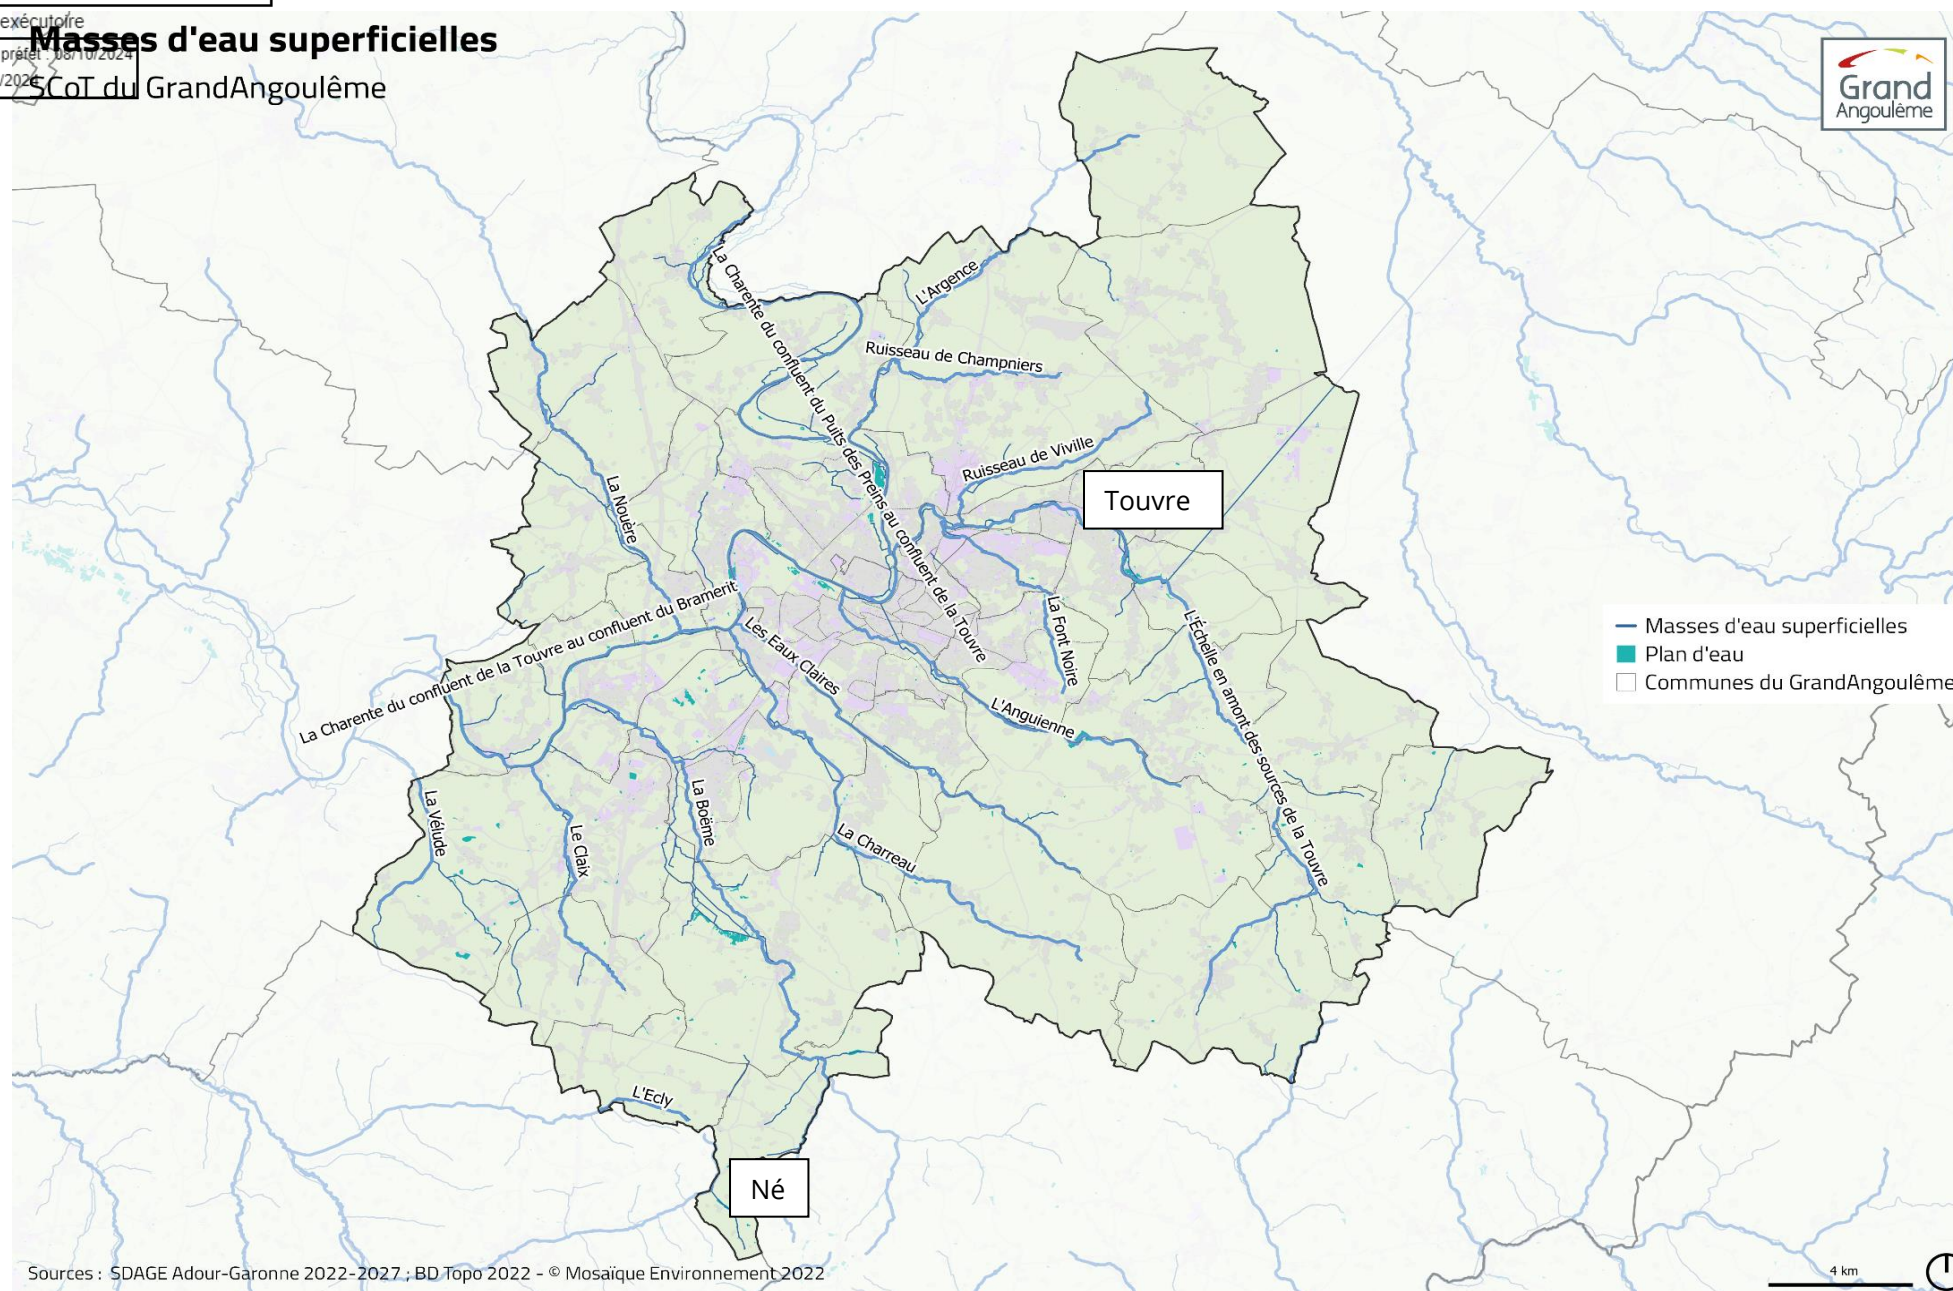 exécutoire
Masses d'eau superficielles
préfet : 08/10/2024
/2024
SCoT du GrandAngoulême
Grand
Angoulême
L'Argence
La Charente du confluent du Puits des Preins au confluent de la Touvre
Ruisseau de Champniers
Ruisseau de Viville
Touvre
La Nouère
La Charente du confluent de la Touvre au confluent du Bramerit
Les Eaux Claires
La Font Noire
L'Échelle en amont des sources de la Touvre
L'Anguienne
Masses d'eau superficielles
Plan d'eau
Communes du GrandAngoulême
La Vélude
Le Claix
La Boëme
La Charreau
L'Ecly
Né
Sources : SDAGE Adour-Garonne 2022-2027 ; BD Topo 2022 - © Mosaïque Environnement 2022
4 km